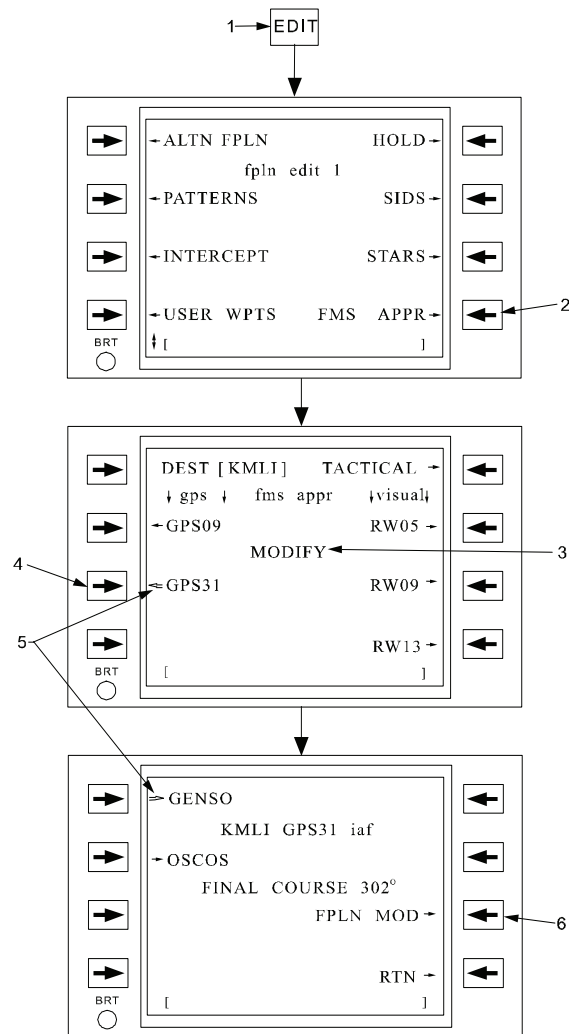 1 EDIT
←ALTN FPLN HOLD→
fpln edit 1
←PATTERNS SIDS→
←INTERCEPT STARS→
←USER WPTS FMS APPR→ 2
BRT [ ]
DEST [KMLI] TACTICAL →
↓ gps ↓ fms appr ↓visual↓
←GPS09 RW05→
MODIFY 3
4 ⇐GPS31 RW09→
5
RW13→
BRT [ ]
⇒GENSO
KMLI GPS31 iaf
→OSCOS
FINAL COURSE 302°
FPLN MOD→ 6
RTN→
BRT [ ]